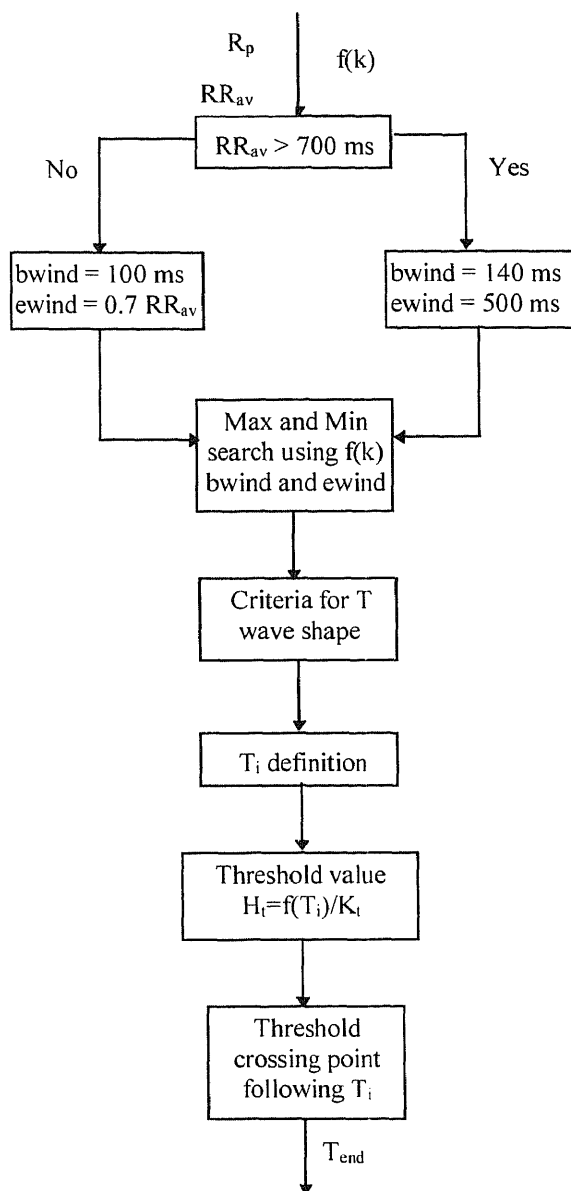 R_p
f(k)
RR_av
RR_av > 700 ms
No
Yes
bwind = 100 ms
ewind = 0.7 RR_av
bwind = 140 ms
ewind = 500 ms
Max and Min
search using f(k)
bwind and ewind
Criteria for T
wave shape
T_i definition
Threshold value
H_t=f(T_i)/K_t
Threshold
crossing point
following T_i
T_end